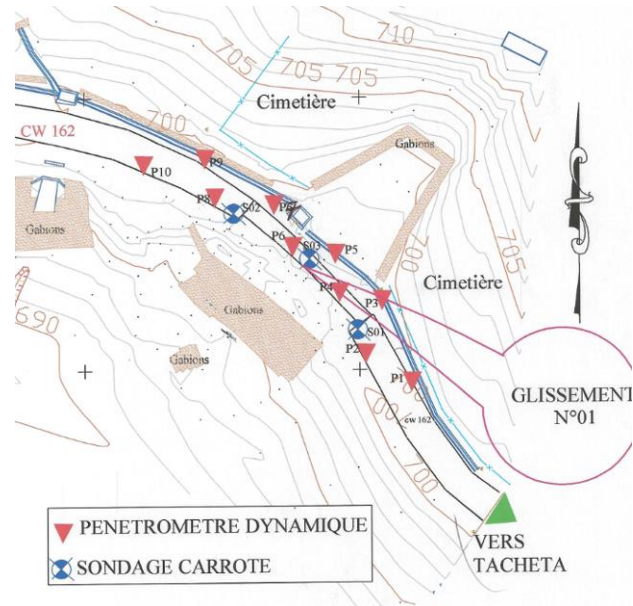 710
705
705 705
Cimetière
700
CW 162
P9
P10
Gabions
P8
S02
P7
Gabions
P6
S03
P5
700
705
Cimetière
Gabions
P4
P3
690
Gabions
S01
P2
P1
GLISSEMENT
N°01
700
cw 162
700
PENETROMETRE DYNAMIQUE
SONDAGE CARROTE
VERS
TACHETA